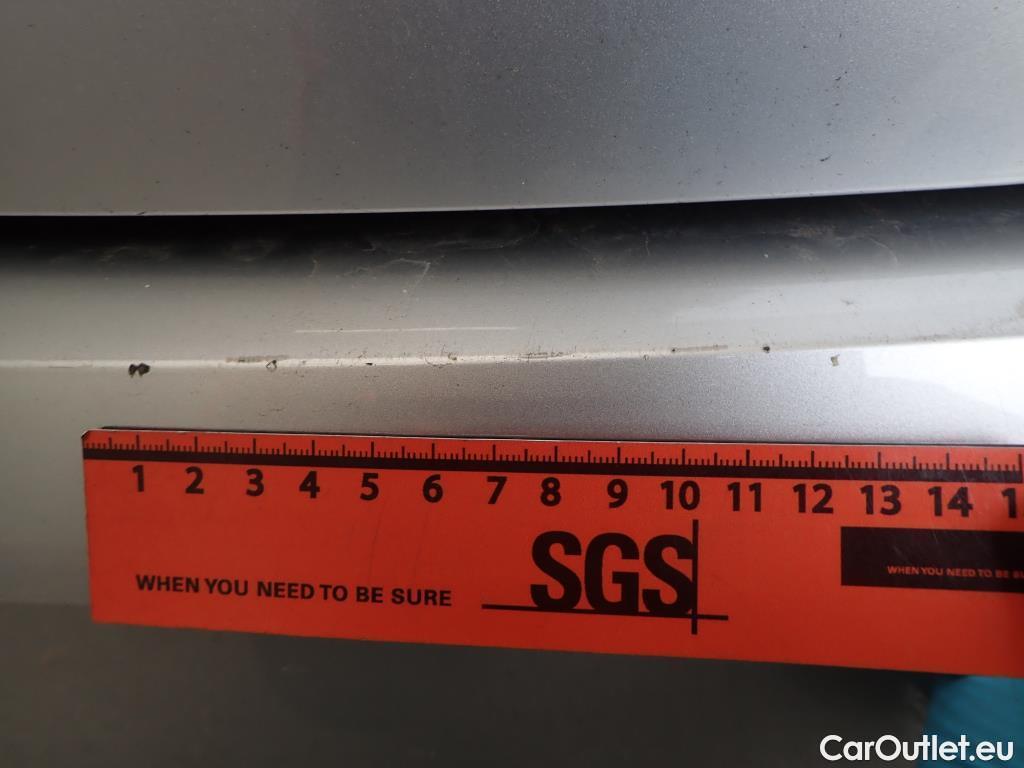 1 2 3 4 5 6 7 8 9 10 11 12 13 14
WHEN YOU NEED TO BE SURE
SGS
WHEN YOU NEED TO BE
CarOutlet.eu